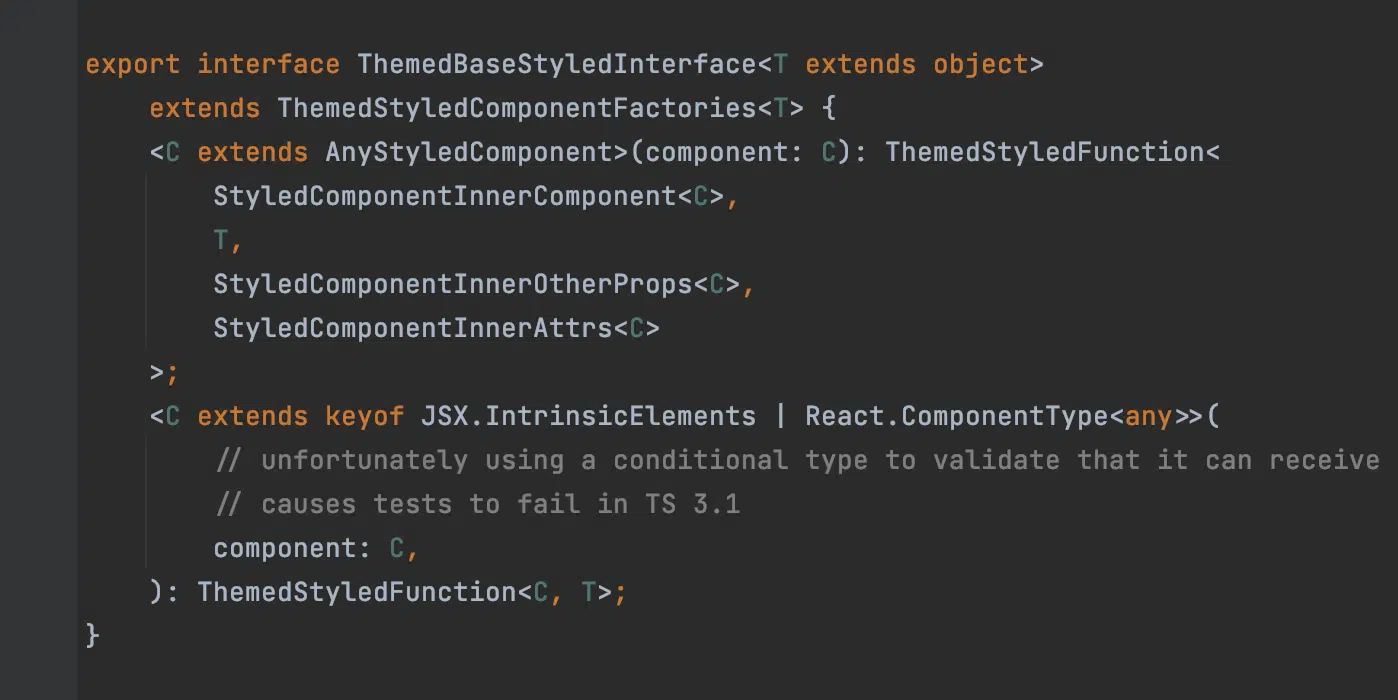 export interface ThemedBaseStyledInterface<T extends object>
    extends ThemedStyledComponentFactories<T> {
    <C extends AnyStyledComponent>(component: C): ThemedStyledFunction<
        StyledComponentInnerComponent<C>,
        T,
        StyledComponentInnerOtherProps<C>,
        StyledComponentInnerAttrs<C>
    >;
    <C extends keyof JSX.IntrinsicElements | React.ComponentType<any>>(
        // unfortunately using a conditional type to validate that it can receive
        // causes tests to fail in TS 3.1
        component: C,
    ): ThemedStyledFunction<C, T>;
}